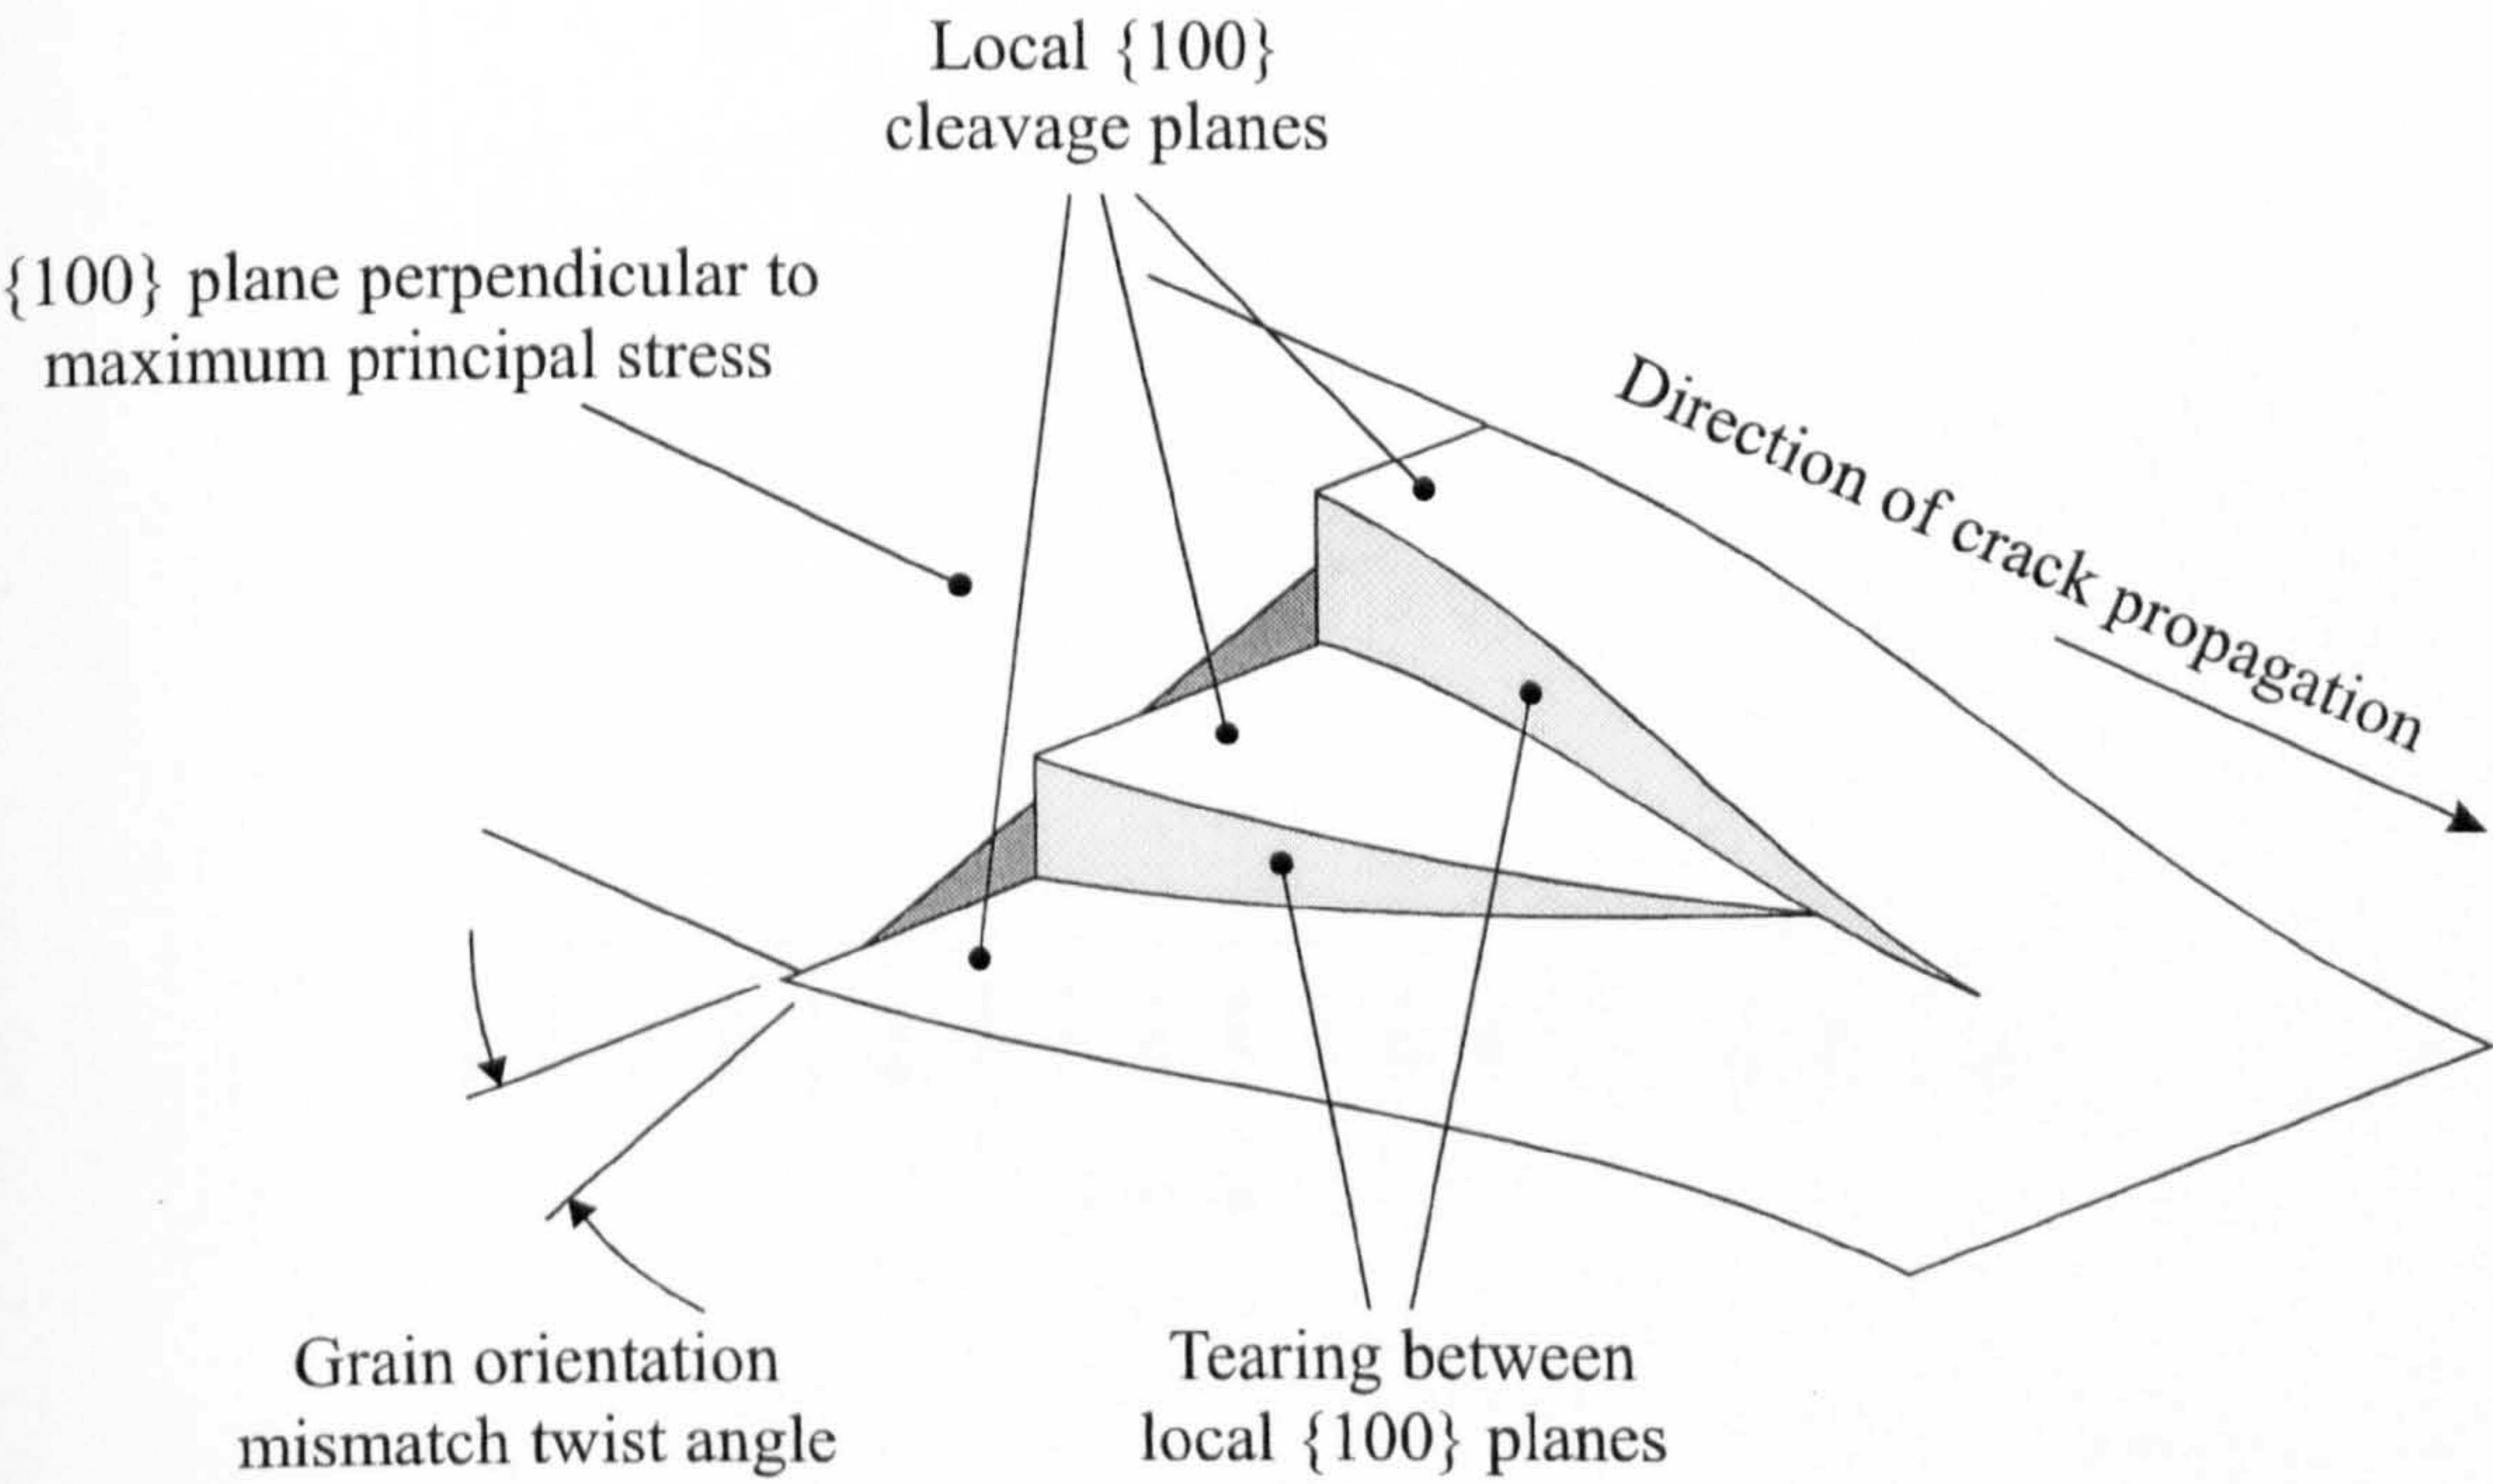 Local {100}
cleavage planes
{100} plane perpendicular to
maximum principal stress
Direction of crack propagation
Grain orientation
mismatch twist angle
Tearing between
local {100} planes